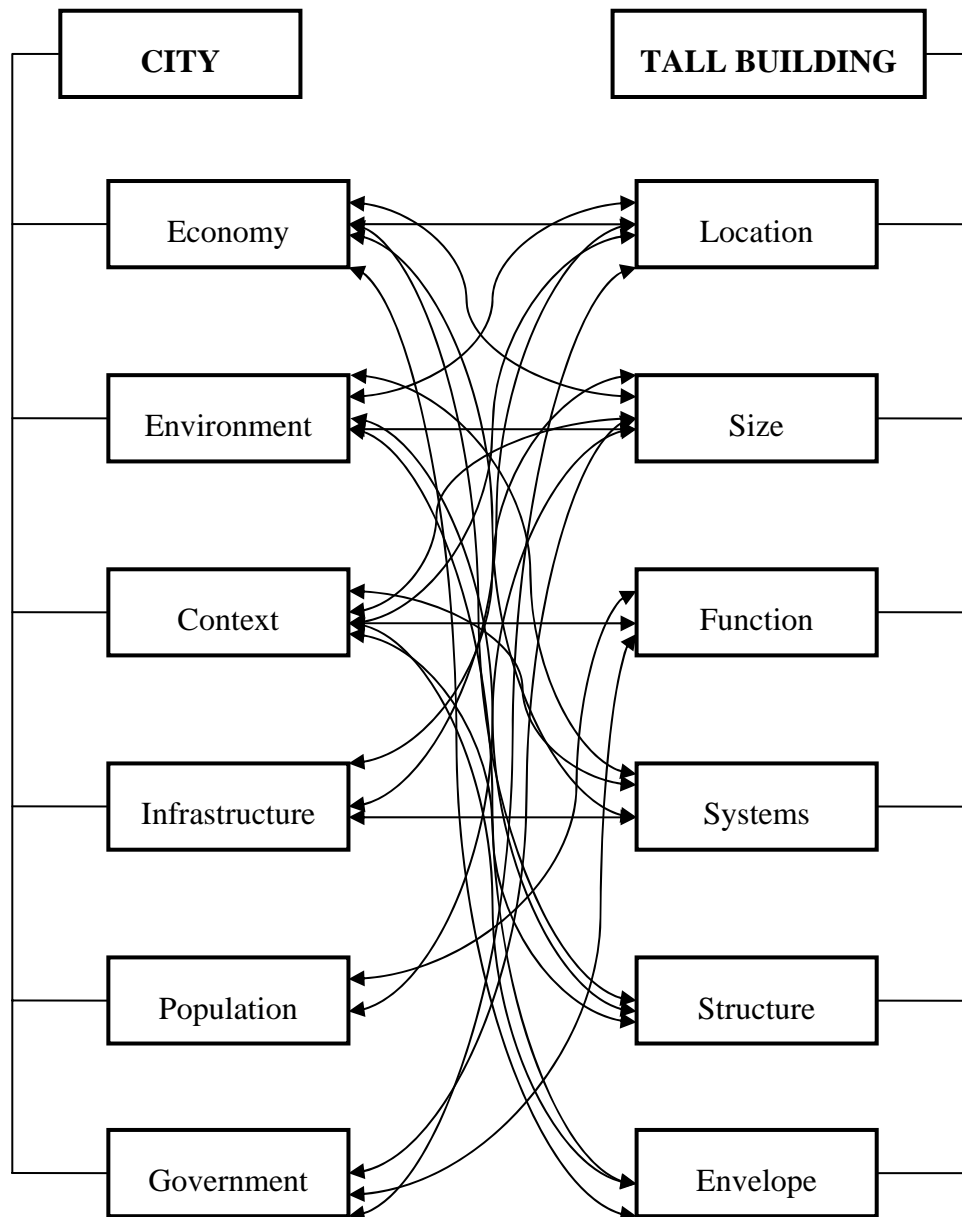 CITY
TALL BUILDING
Economy
Location
Environment
Size
Context
Function
Infrastructure
Systems
Population
Structure
Government
Envelope